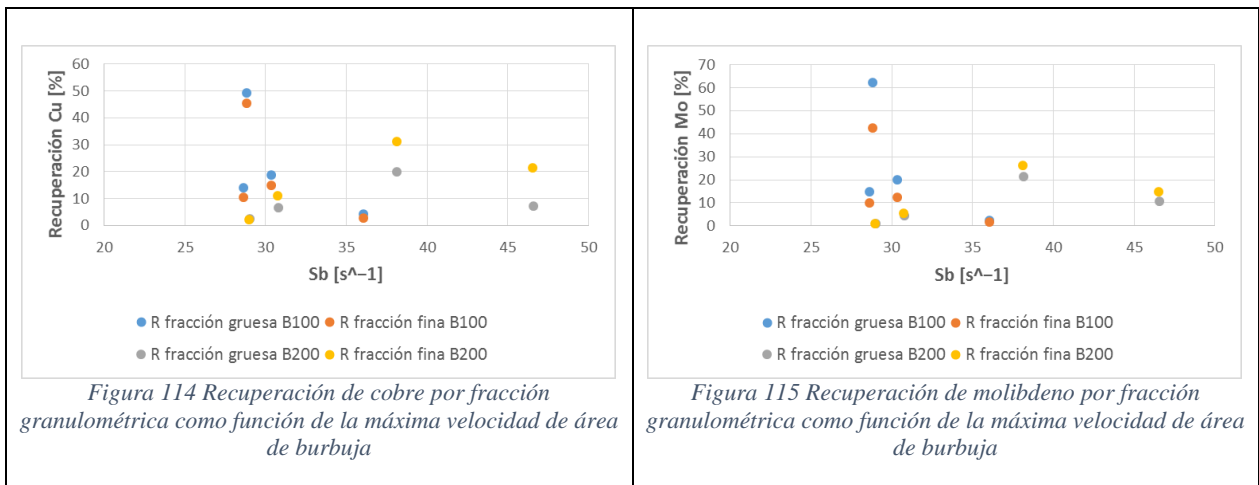 Recuperación Cu [%]
60
50
40
30
20
10
0
20 25 30 35 40 45 50
Sb [s^−1]
R fracción gruesa B100 R fracción fina B100
R fracción gruesa B200 R fracción fina B200
Figura 114 Recuperación de cobre por fracción
granulométrica como función de la máxima velocidad de área
de burbuja
Recuperación Mo [%]
70
60
50
40
30
20
10
0
20 25 30 35 40 45 50
Sb [s^−1]
R fracción gruesa B100 R fracción fina B100
R fracción gruesa B200 R fracción fina B200
Figura 115 Recuperación de molibdeno por fracción
granulométrica como función de la máxima velocidad de área
de burbuja